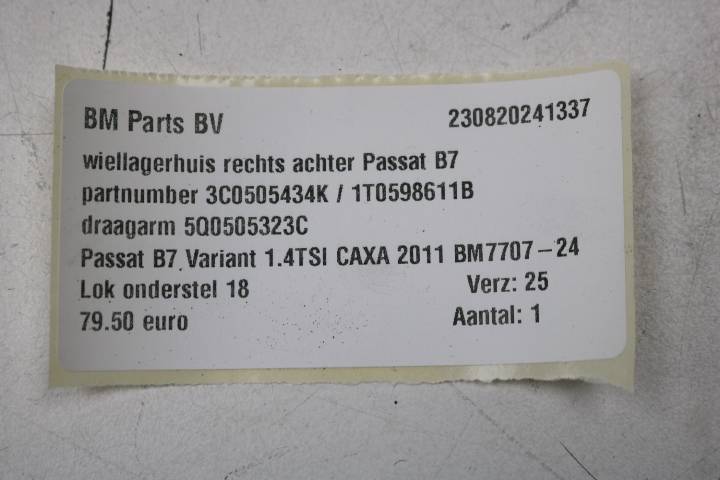 BM Parts BV 230820241337
wiellagerhuis rechts achter Passat B7
partnumber 3C0505434K / 1T0598611B
draagarm 5Q0505323C
Passat B7 Variant 1.4TSI CAXA 2011 BM7707-24
Lok onderstel 18 Verz: 25
79.50 euro Aantal: 1